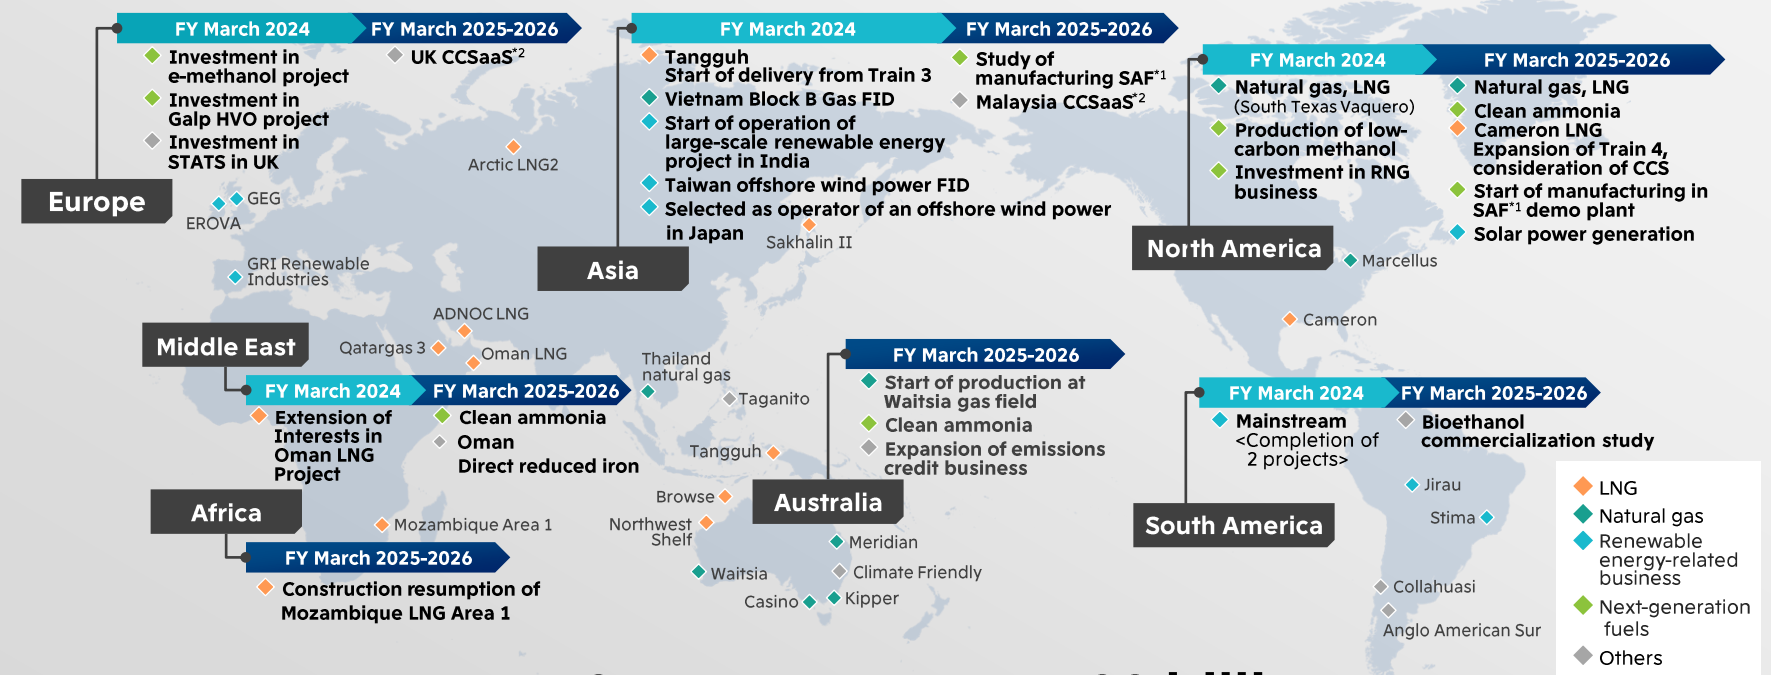 FY March 2024
FY March 2025-2026
Investment in
e-methanol project
Investment in
Galp HVO project
Investment in
STATS in UK
UK CCSaaS*2
Europe
GEG
EROVA
GRI Renewable
Industries
Arctic LNG2
FY March 2024
FY March 2025-2026
Tangguh
Start of delivery from Train 3
Vietnam Block B Gas FID
Start of operation of
large-scale renewable energy
project in India
Taiwan offshore wind power FID
Selected as operator of an offshore wind power
in Japan
Study of
manufacturing SAF*1
Malaysia CCSaaS*2
Sakhalin II
Asia
FY March 2024
FY March 2025-2026
Natural gas, LNG
(South Texas Vaquero)
Production of low-
carbon methanol
Investment in RNG
business
Natural gas, LNG
Clean ammonia
Cameron LNG
Expansion of Train 4,
consideration of CCS
Start of manufacturing in
SAF*1 demo plant
Solar power generation
North America
Marcellus
Cameron
Middle East
ADNOC LNG
Qatargas 3
Oman LNG
FY March 2024
FY March 2025-2026
Extension of
Interests in
Oman LNG
Project
Clean ammonia
Oman
Direct reduced iron
Africa
Mozambique Area 1
FY March 2025-2026
Construction resumption of
Mozambique LNG Area 1
Thailand
natural gas
Taganito
Tangguh
FY March 2025-2026
Start of production at
Waitsia gas field
Clean ammonia
Expansion of emissions
credit business
Australia
Browse
Northwest
Shelf
Waitsia
Casino
Meridian
Climate Friendly
Kipper
FY March 2024
FY March 2025-2026
Mainstream
<Completion of
2 projects>
Bioethanol
commercialization study
South America
Jirau
Stima
Collahuasi
Anglo American Sur
LNG
Natural gas
Renewable
energy-related
business
Next-generation
fuels
Others